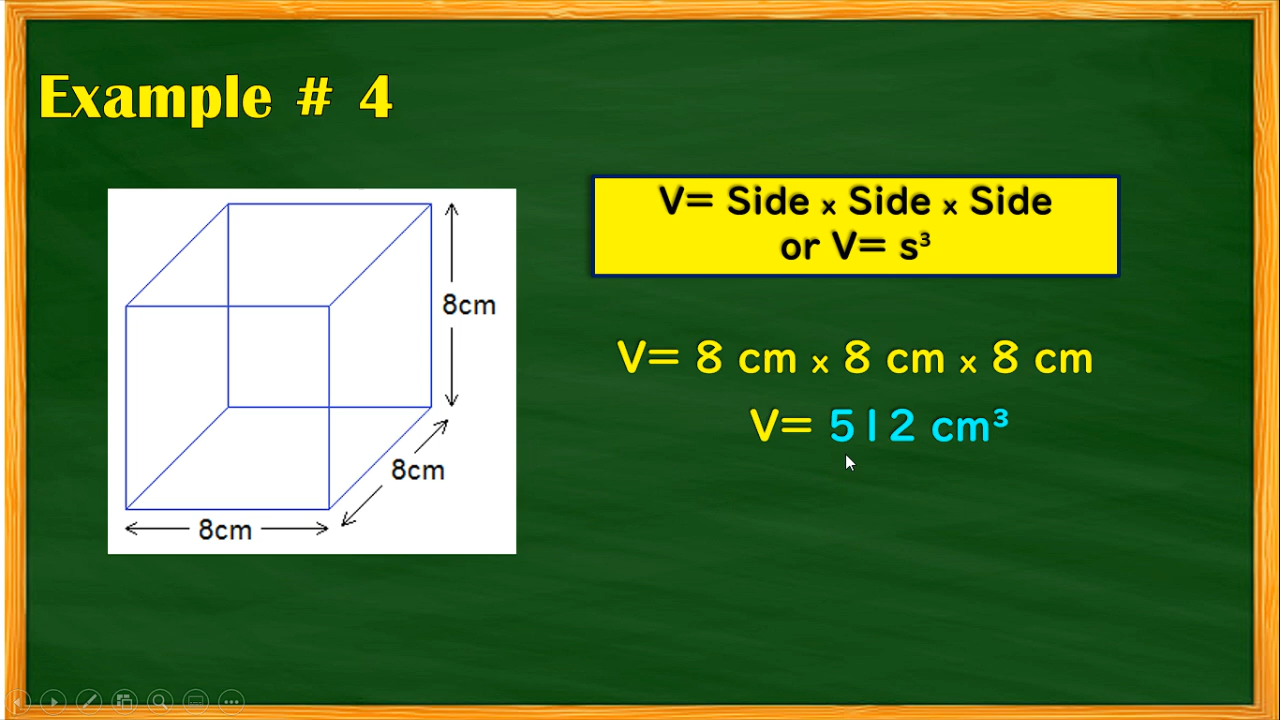 Example # 4
V= Side x Side x Side
or V= s³
8cm
8cm
8cm
V= 8 cm x 8 cm x 8 cm
V= 512 cm³